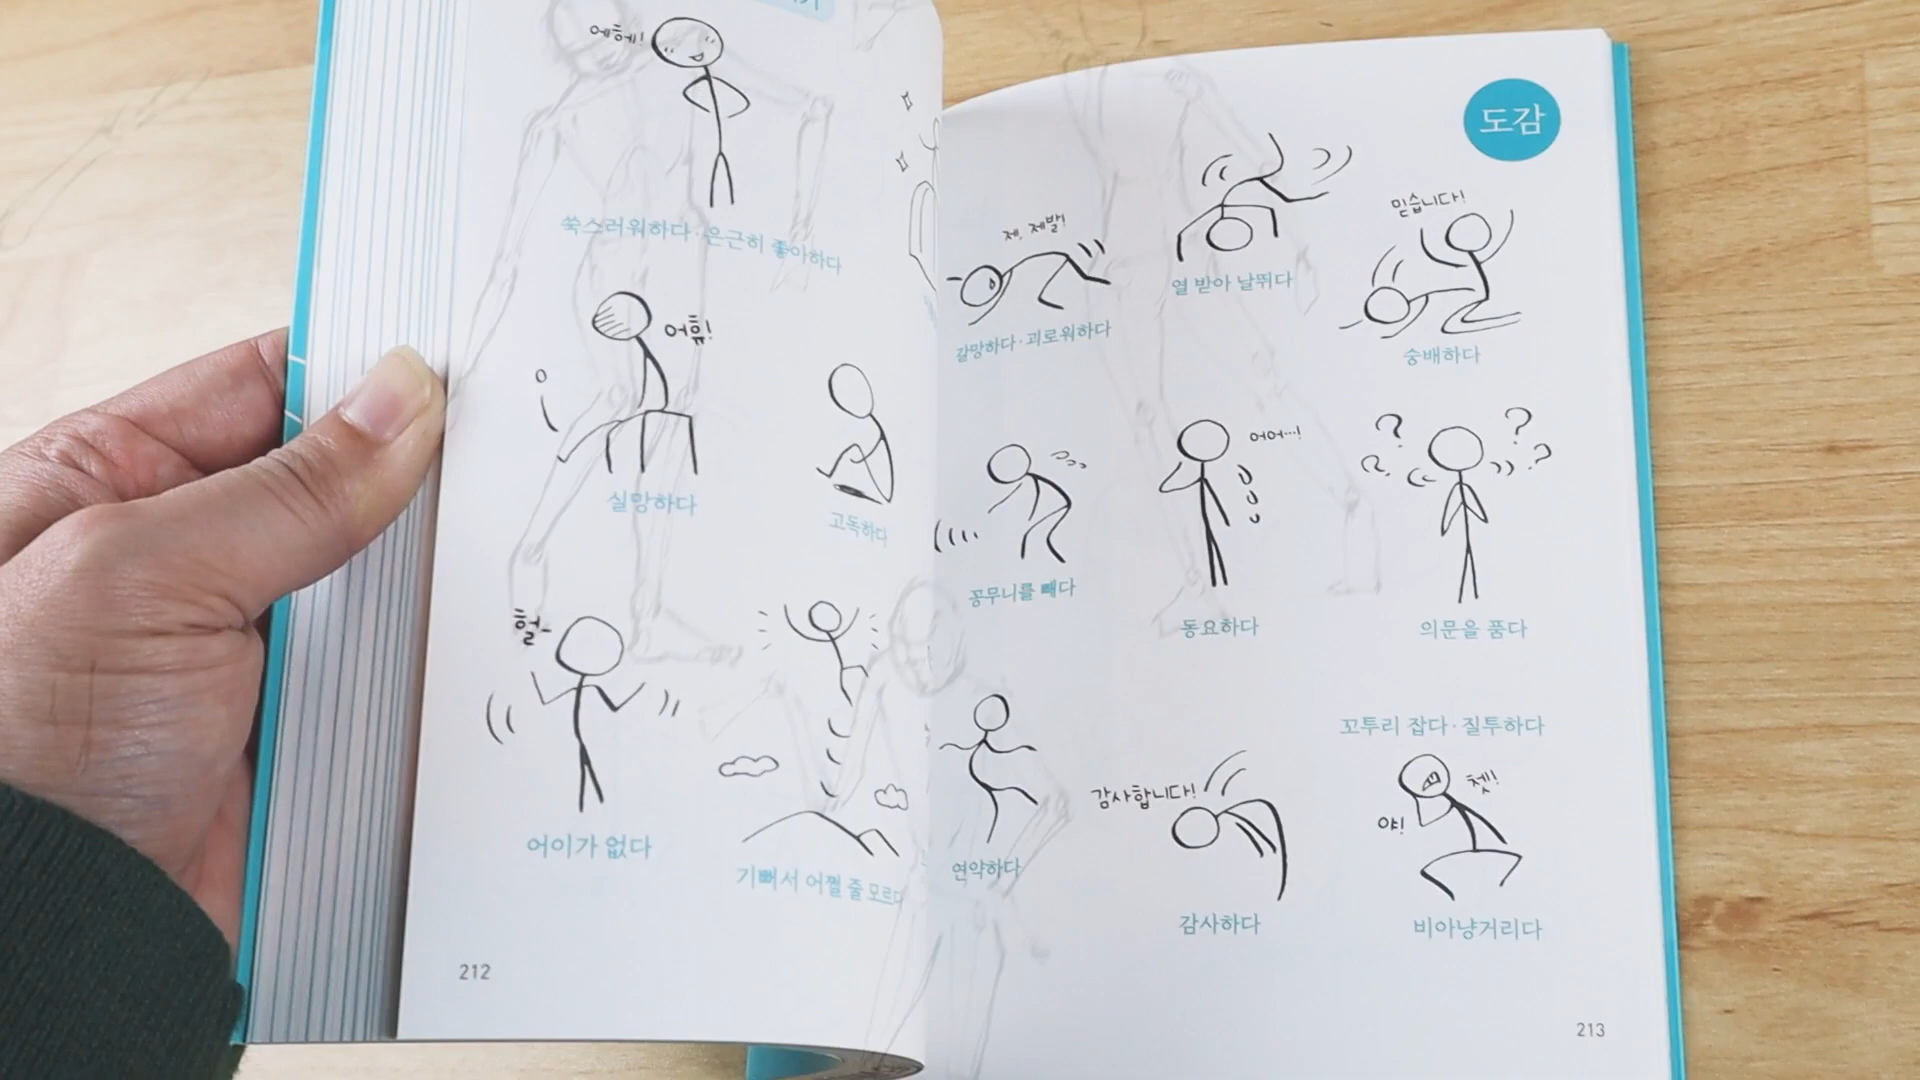 에헤!
쑥스러워하다·은근히 좋아하다
어휴!
실망하다
고독하다
헐-
어이가 없다
기뻐서 어쩔 줄 모르다
212
도감
제, 제발!
갈망하다·괴로워하다
열 받아 날뛰다
믿습니다!
숭배하다
꽁무니를 빼다
어어…!
동요하다
? ? ? ?
의문을 품다
연약하다
감사합니다!
감사하다
꼬투리 잡다·질투하다
쳇!
야!
비아냥거리다
213